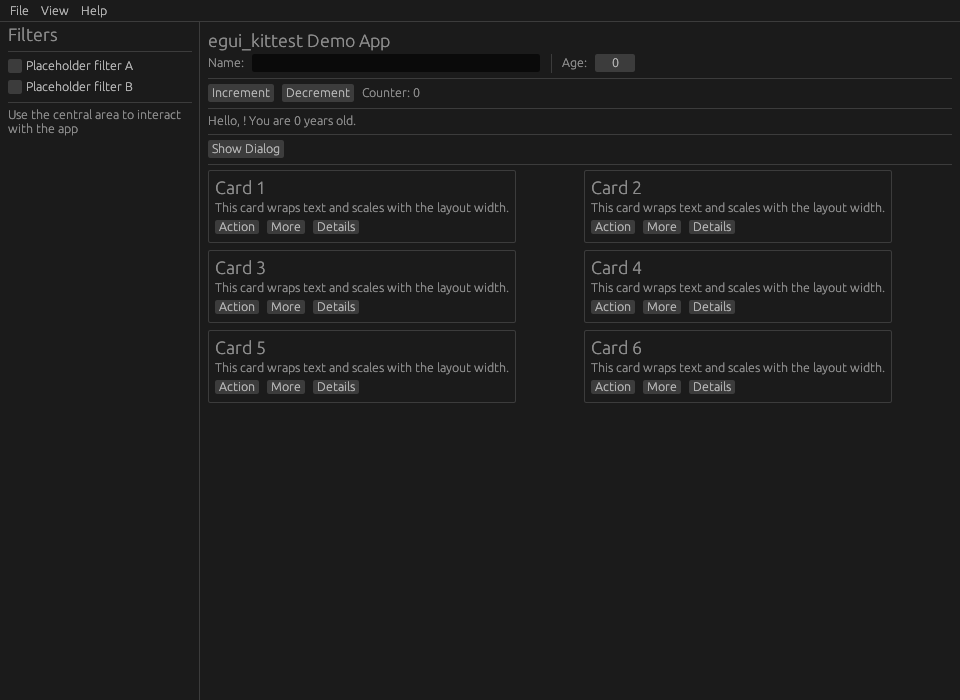 File View Help
Filters
Placeholder filter A
Placeholder filter B
Use the central area to interact
with the app
egui_kittest Demo App
Name: Age: 0
Increment Decrement Counter: 0
Hello, ! You are 0 years old.
Show Dialog
Card 1
This card wraps text and scales with the layout width.
Action More Details
Card 2
This card wraps text and scales with the layout width.
Action More Details
Card 3
This card wraps text and scales with the layout width.
Action More Details
Card 4
This card wraps text and scales with the layout width.
Action More Details
Card 5
This card wraps text and scales with the layout width.
Action More Details
Card 6
This card wraps text and scales with the layout width.
Action More Details